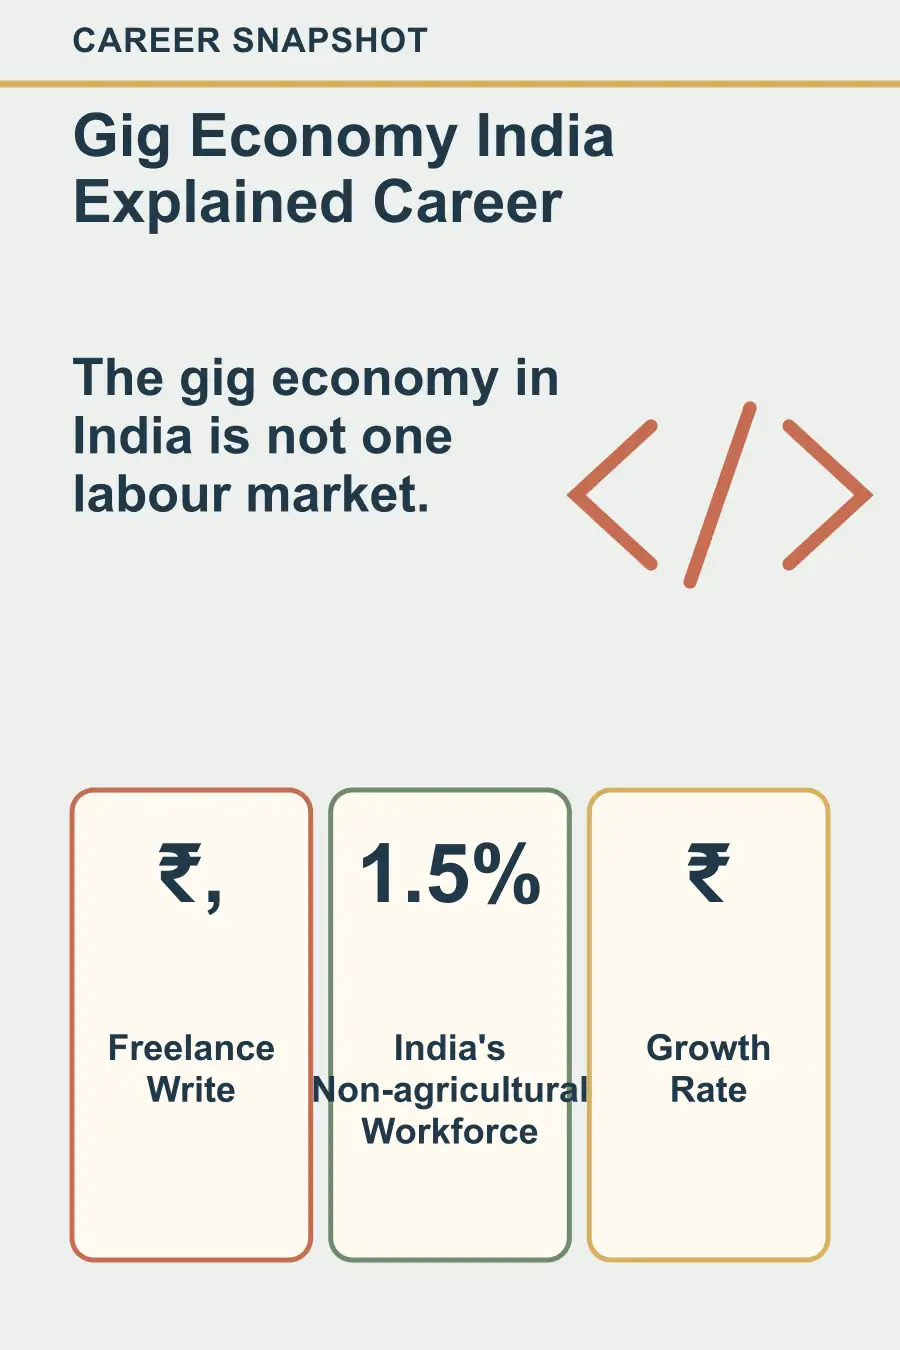 CAREER SNAPSHOT
Gig Economy India
Explained Career
The gig economy in
India is not one
labour market.
₹,
Freelance
Write
1.5%
India's
Non-agricultural
Workforce
₹
Growth
Rate